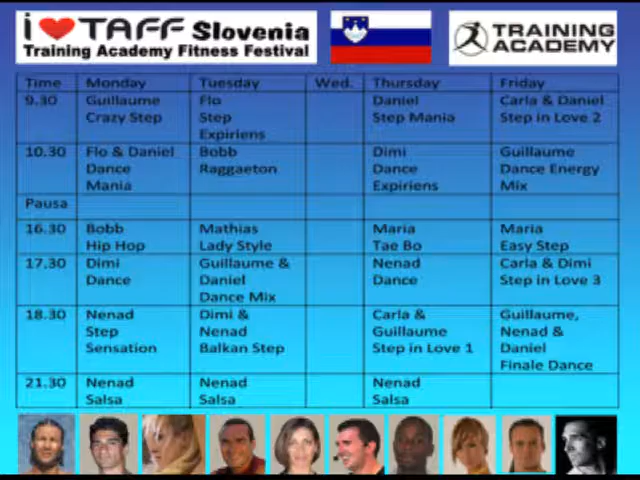 i TAFF Slovenia
Training Academy Fitness Festival
TRAINING
ACADEMY
Time Monday Tuesday Wed. Thursday Friday
9.30 Guillaume Flo Daniel Carla & Daniel
Crazy Step Step Step Mania Step in Love 2
Expiriens
10.30 Flo & Daniel Bobb Dimi Guillaume
Dance Raggaeton Dance Dance Energy
Mania Expiriens Mix
Pausa
16.30 Bobb Mathias Maria Maria
Hip Hop Lady Style Tae Bo Easy Step
17.30 Dimi Guillaume & Nenad Carla & Dimi
Dance Daniel Dance Step in Love 3
Dance Mix
18.30 Nenad Dimi & Carla & Guillaume,
Step Nenad Guillaume Nenad &
Sensation Balkan Step Step in Love 1 Daniel
Finale Dance
21.30 Nenad Nenad Nenad
Salsa Salsa Salsa